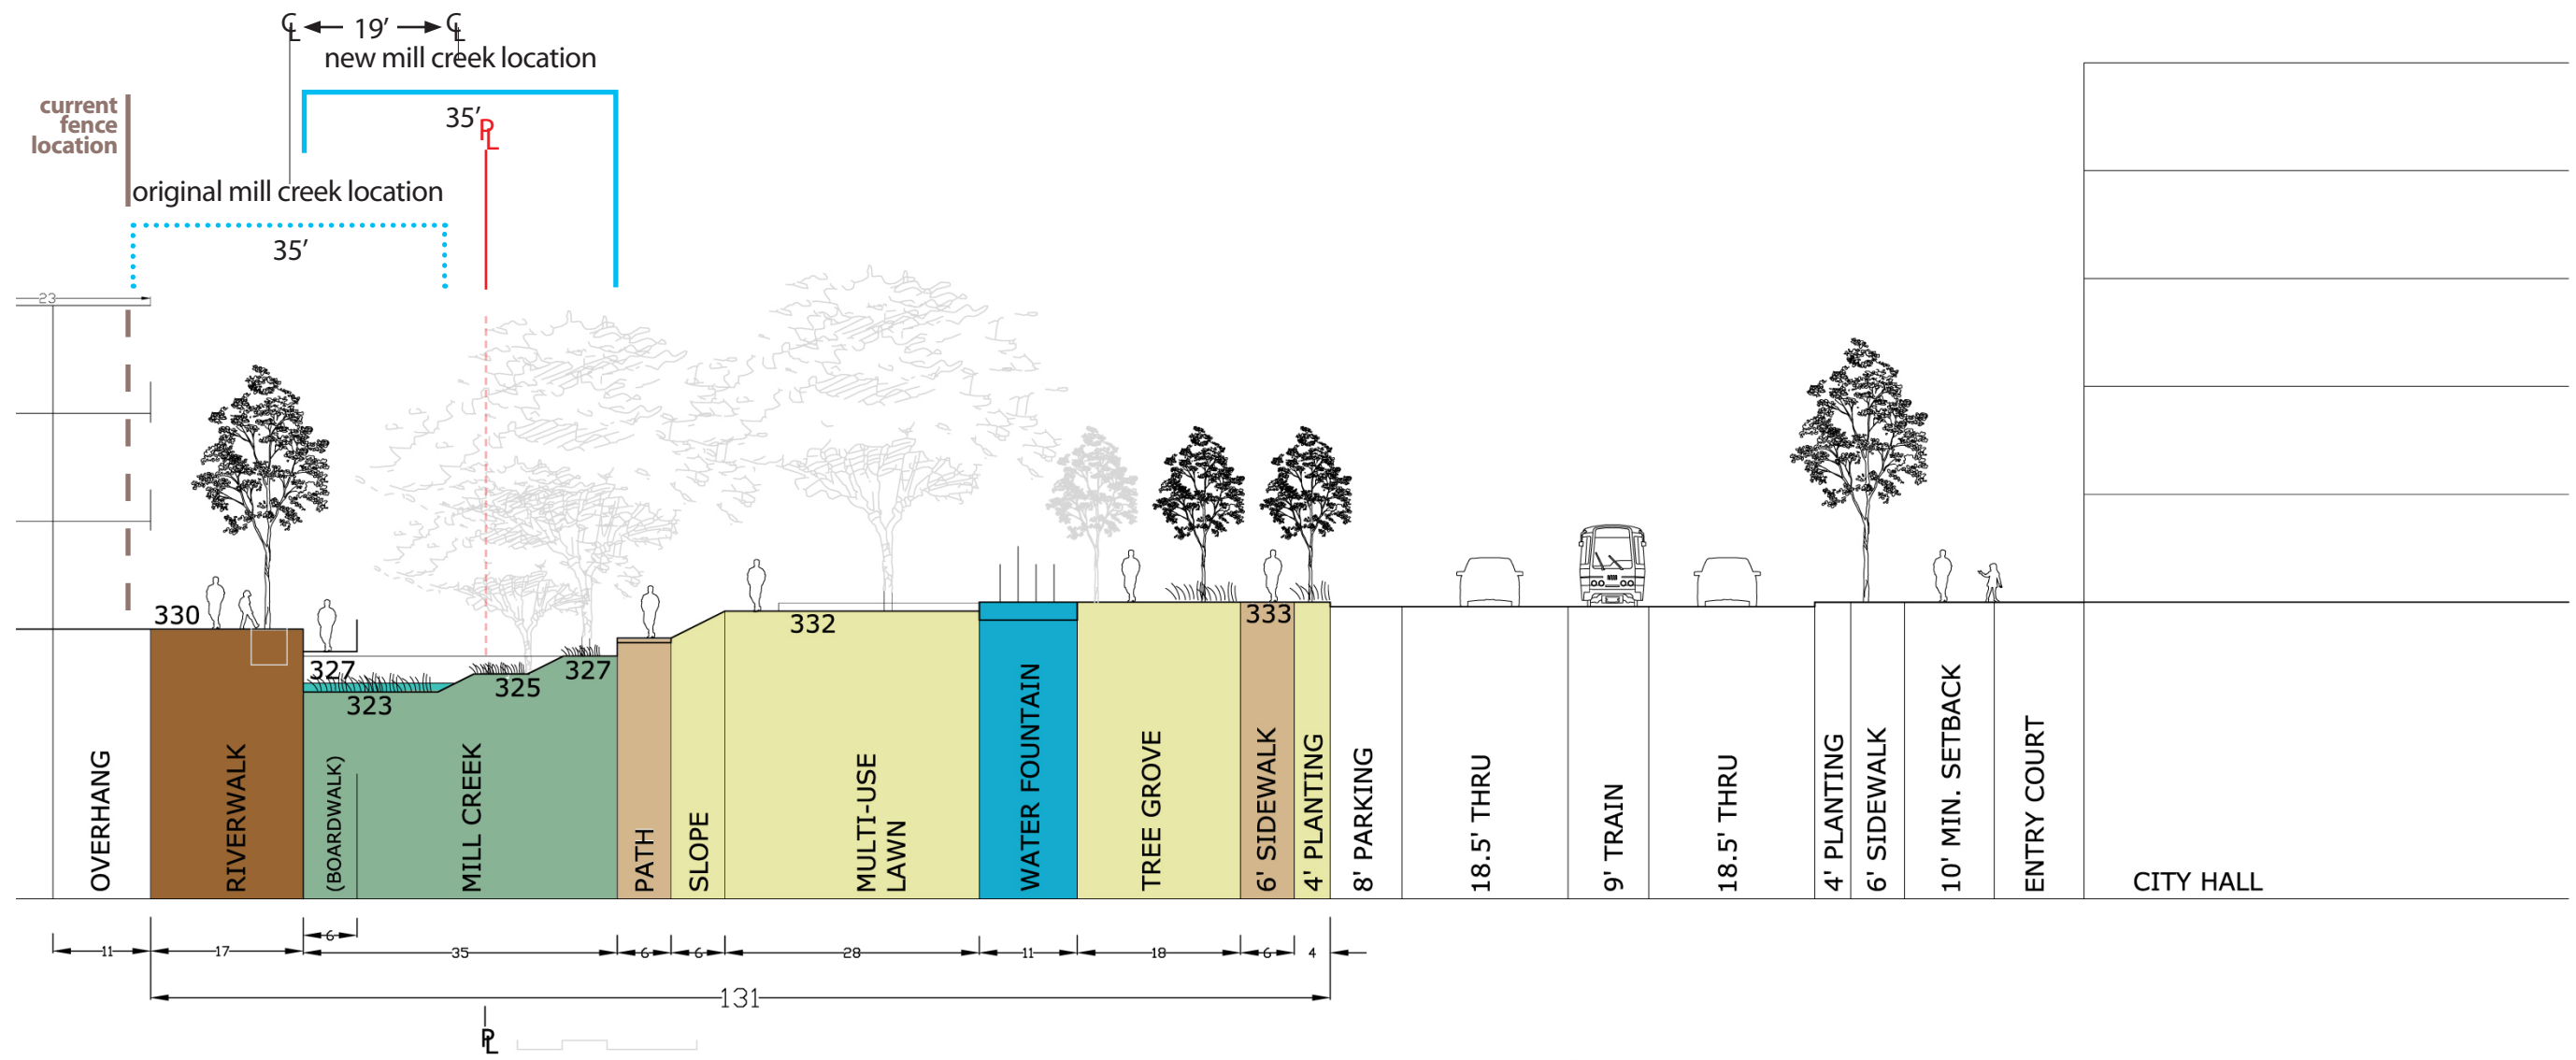 ℄ 19’ ℄
new mill creek location
35’
℄
current
fence
location
original mill creek location
35’
23
330
327
323
325
327
332
333
OVERHANG
RIVERWALK
(BOARDWALK)
MILL CREEK
PATH
SLOPE
MULTI-USE
LAWN
WATER FOUNTAIN
TREE GROVE
6' SIDEWALK
4' PLANTING
8' PARKING
18.5' THRU
9' TRAIN
18.5' THRU
4' PLANTING
6' SIDEWALK
10' MIN. SETBACK
ENTRY COURT
CITY HALL
6
11 17 35 6 6 28 11 18 6 4
131
PL